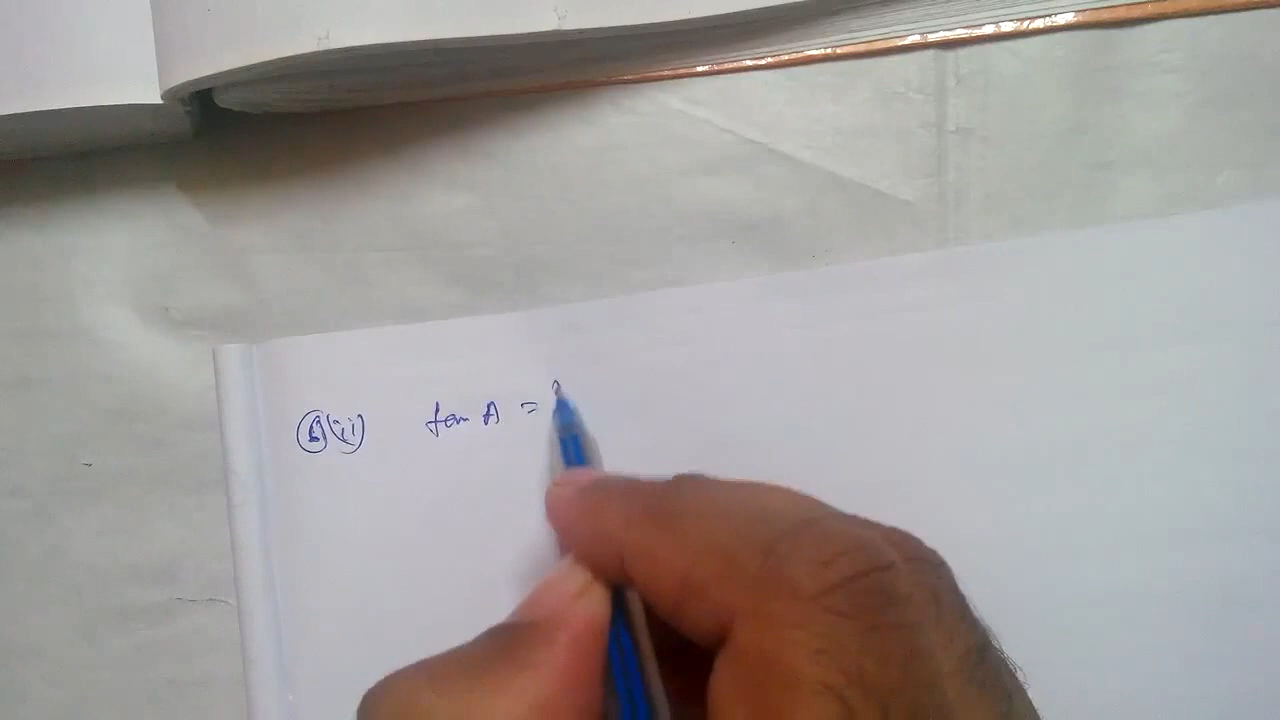 6(ii) tan A =